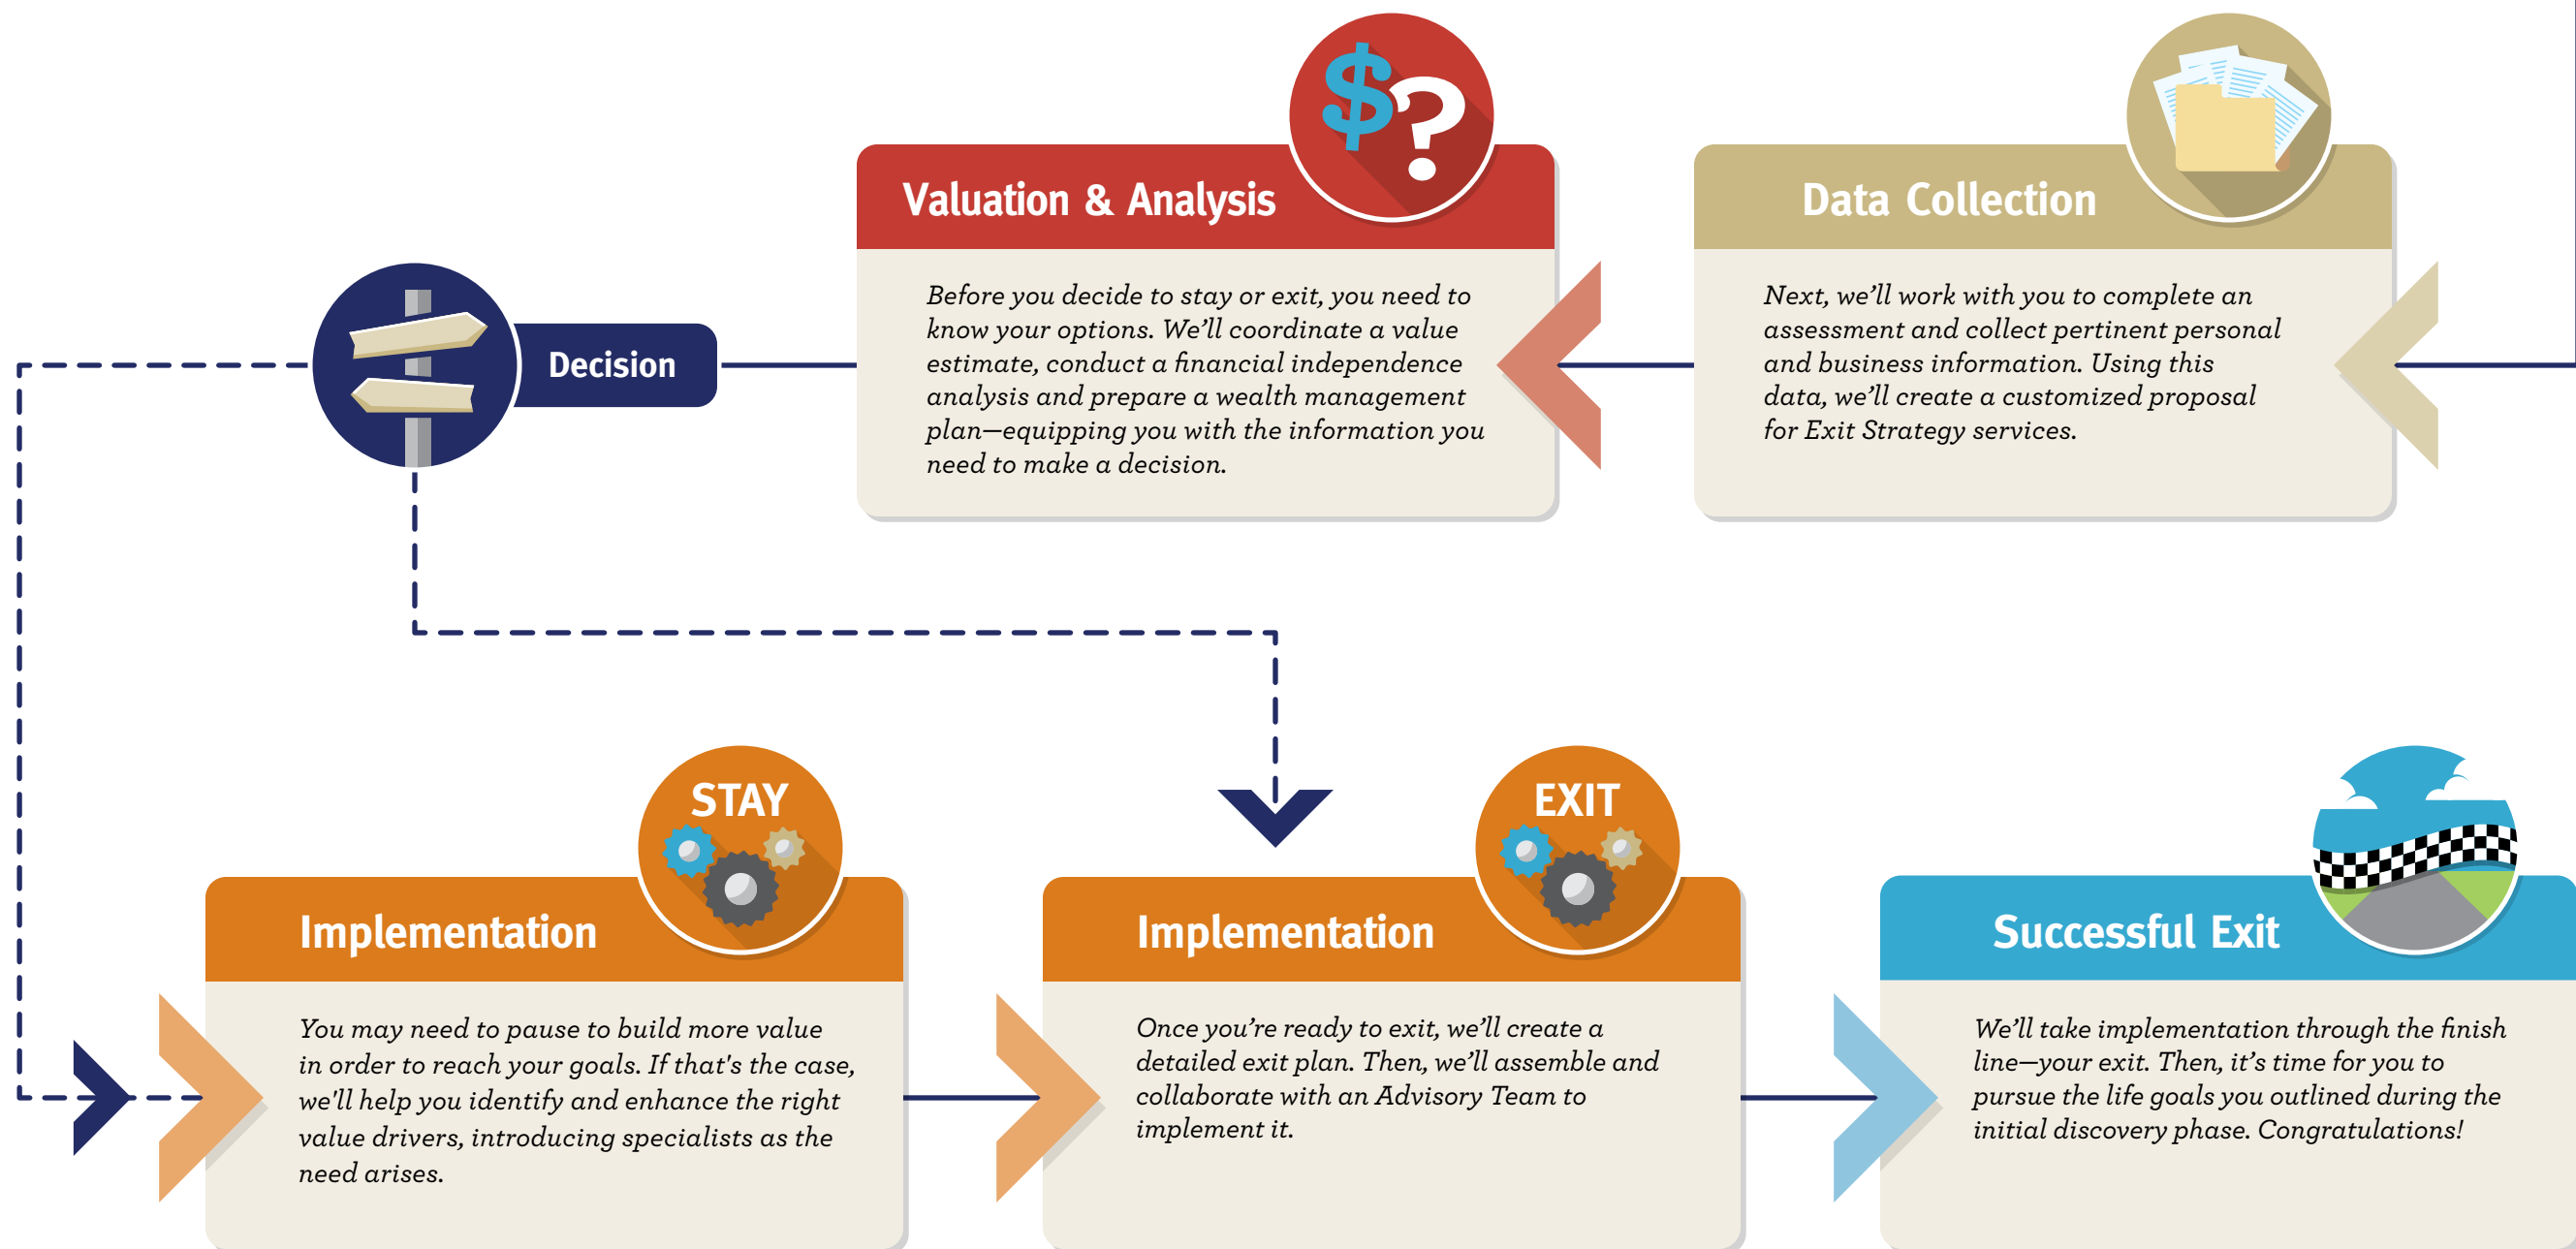 Data Collection
Next, we’ll work with you to complete an
assessment and collect pertinent personal
and business information. Using this
data, we’ll create a customized proposal
for Exit Strategy services.
$?
Valuation & Analysis
Before you decide to stay or exit, you need to
know your options. We’ll coordinate a value
estimate, conduct a financial independence
analysis and prepare a wealth management
plan—equipping you with the information you
need to make a decision.
Decision
STAY
Implementation
You may need to pause to build more value
in order to reach your goals. If that's the case,
we'll help you identify and enhance the right
value drivers, introducing specialists as the
need arises.
EXIT
Implementation
Once you’re ready to exit, we’ll create a
detailed exit plan. Then, we’ll assemble and
collaborate with an Advisory Team to
implement it.
Successful Exit
We’ll take implementation through the finish
line—your exit. Then, it’s time for you to
pursue the life goals you outlined during the
initial discovery phase. Congratulations!